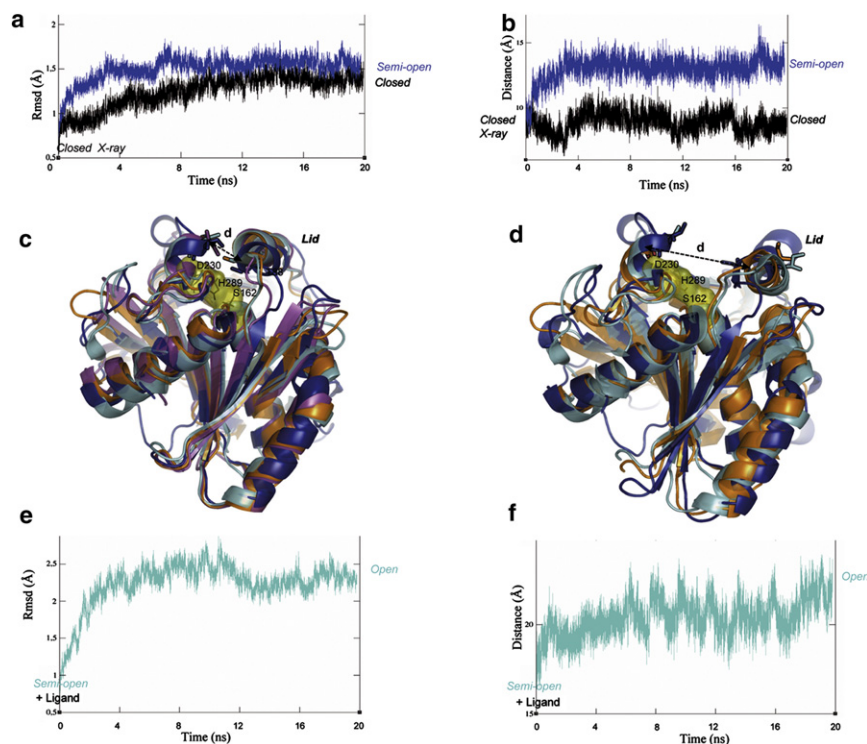 a
2
1.5
1
0.5
Rmsd (Å)
Semi-open
Closed
Closed X-ray
4 8 12 16 20
Time (ns)
b
15
10
Distance (Å)
Semi-open
Closed X-ray
Closed
0 4 8 12 16 20
Time (ns)
c
d
Lid
D230
H289
S162
d
d
Lid
D230
H289
S162
e
2.5
2
1.5
1
0.5
Rmsd (Å)
Open
Semi-open
+ Ligand
0 4 8 12 16 20
Time (ns)
f
20
15
Distance (Å)
Open
Semi-open
+ Ligand
0 4 8 12 16 20
Time (ns)